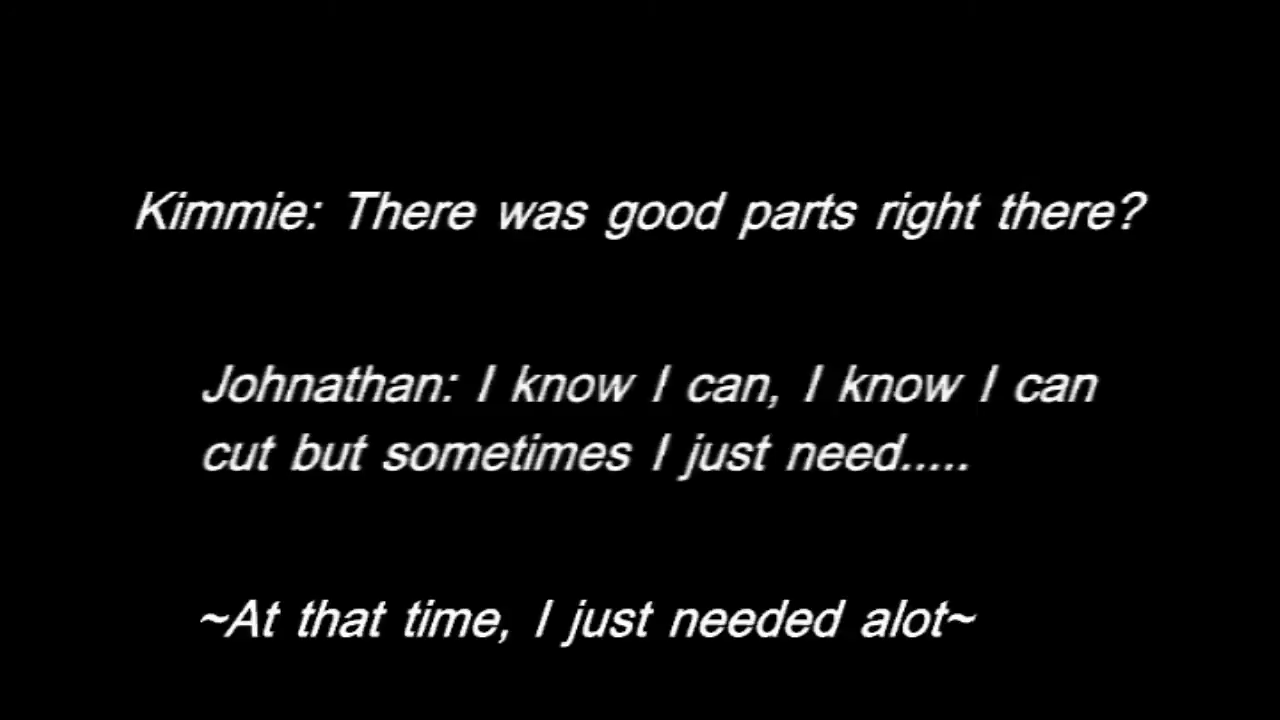 Kimmie: There was good parts right there?
Johnathan: I know I can, I know I can
cut but sometimes I just need.....
~At that time, I just needed alot~